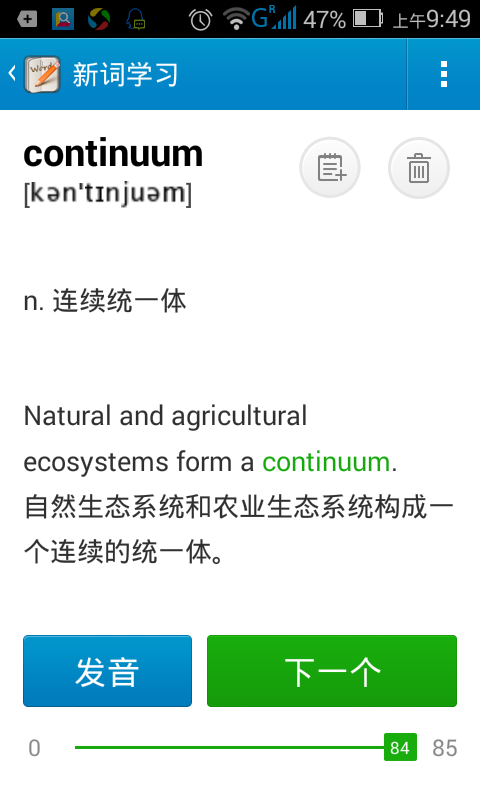 G R 47% 上午9:49
Words 新词学习
continuum
[kən'tɪnjuəm]
n. 连续统一体
Natural and agricultural
ecosystems form a continuum.
自然生态系统和农业生态系统构成一
个连续的统一体。
发音 下一个
0 84 85